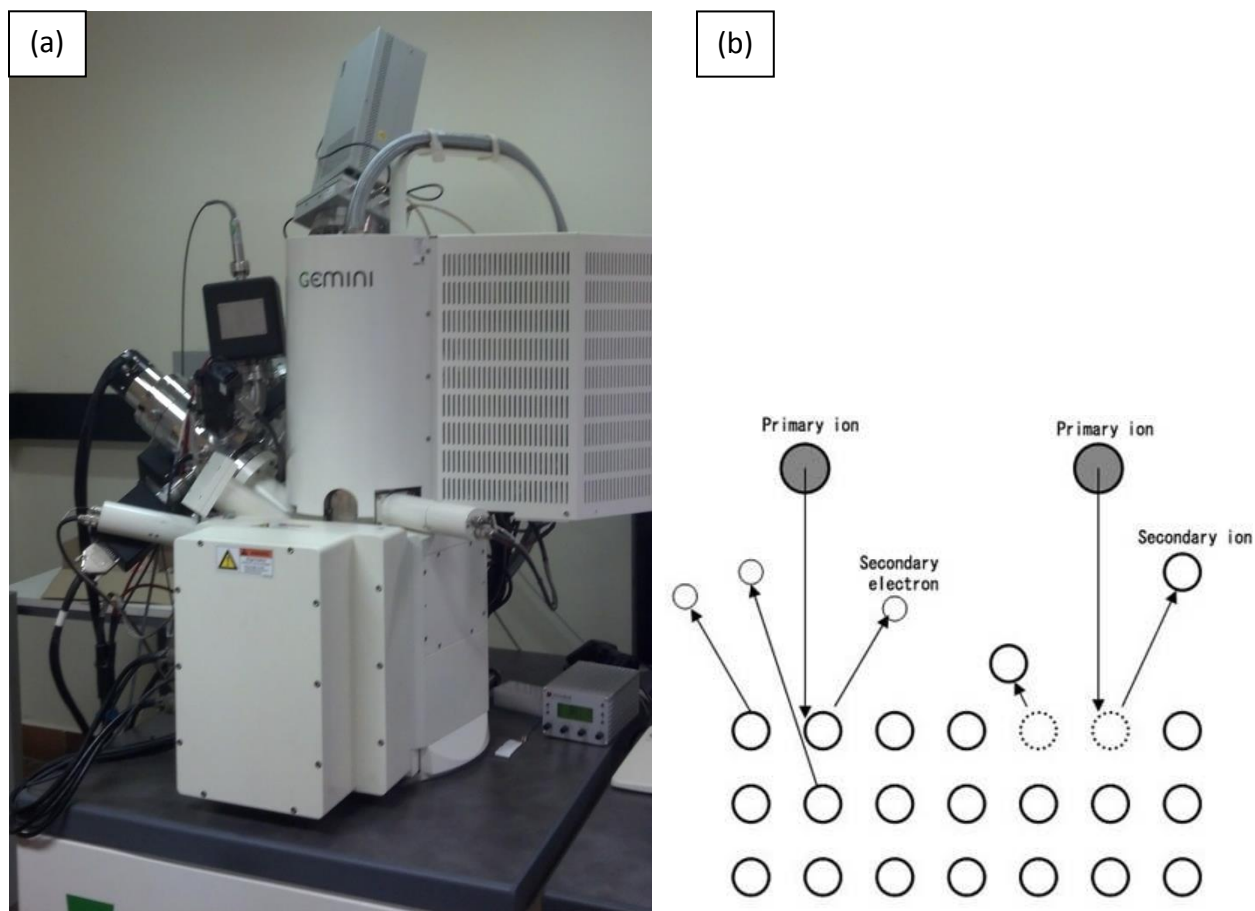 (a)
(b)
GEMINI
Primary ion
Primary ion
Secondary ion
Secondary
electron